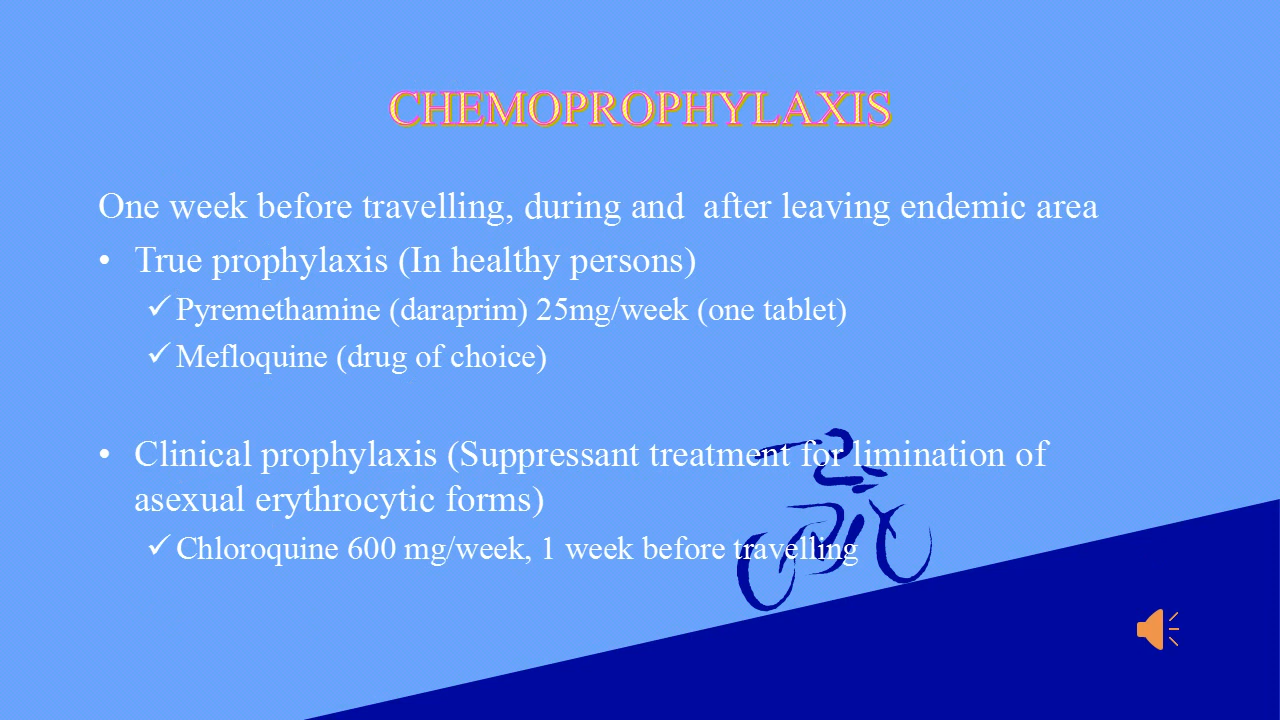 CHEMOPROPHYLAXIS
One week before travelling, during and  after leaving endemic area
• True prophylaxis (In healthy persons)
✓ Pyremethamine (daraprim) 25mg/week (one tablet)
✓ Mefloquine (drug of choice)
• Clinical prophylaxis (Suppressant treatment for limination of
asexual erythrocytic forms)
✓ Chloroquine 600 mg/week, 1 week before travelling